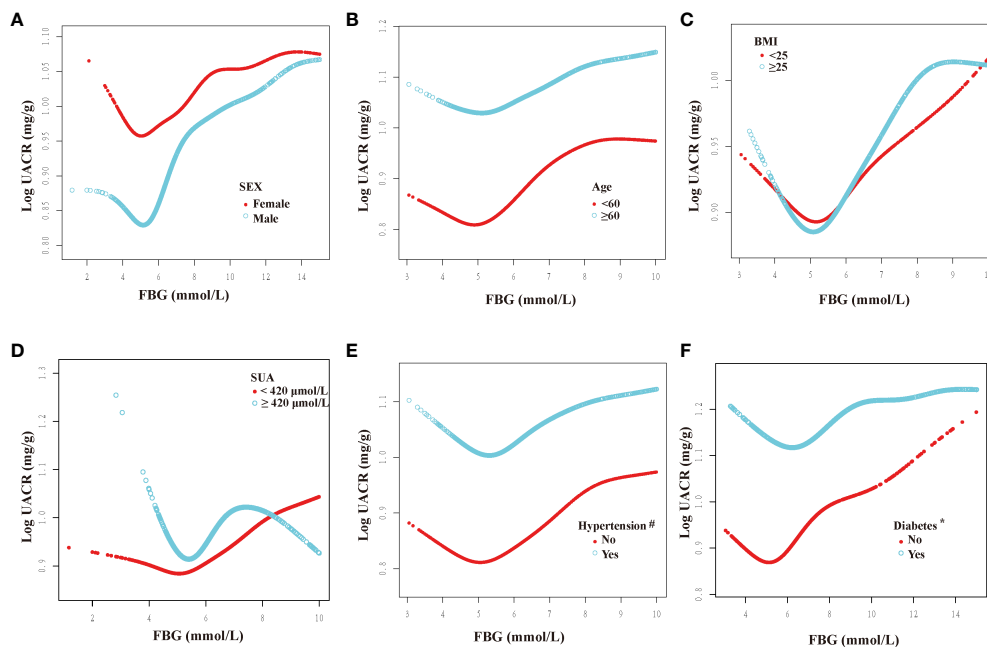 A
Log UACR (mg/g)
1.10
1.05
1.00
0.95
0.90
0.85
0.80
SEX
Female
Male
2 4 6 8 10 12 14
FBG (mmol/L)
B
Log UACR (mg/g)
1.2
1.1
1.0
0.9
0.8
Age
<60
≥60
3 4 5 6 7 8 9 10
FBG (mmol/L)
C
Log UACR (mg/g)
1.00
0.95
0.90
BMI
<25
≥25
3 4 5 6 7 8 9
FBG (mmol/L)
D
Log UACR (mg/g)
1.3
1.2
1.1
1.0
0.9
SUA
< 420 μmol/L
≥ 420 μmol/L
2 4 6 8 10
FBG (mmol/L)
E
Log UACR (mg/g)
1.1
1.0
0.9
0.8
Hypertension #
No
Yes
3 4 5 6 7 8 9 10
FBG (mmol/L)
F
Log UACR (mg/g)
1.2
1.1
1.0
0.9
0.8
Diabetes *
No
Yes
4 6 8 10 12 14
FBG (mmol/L)